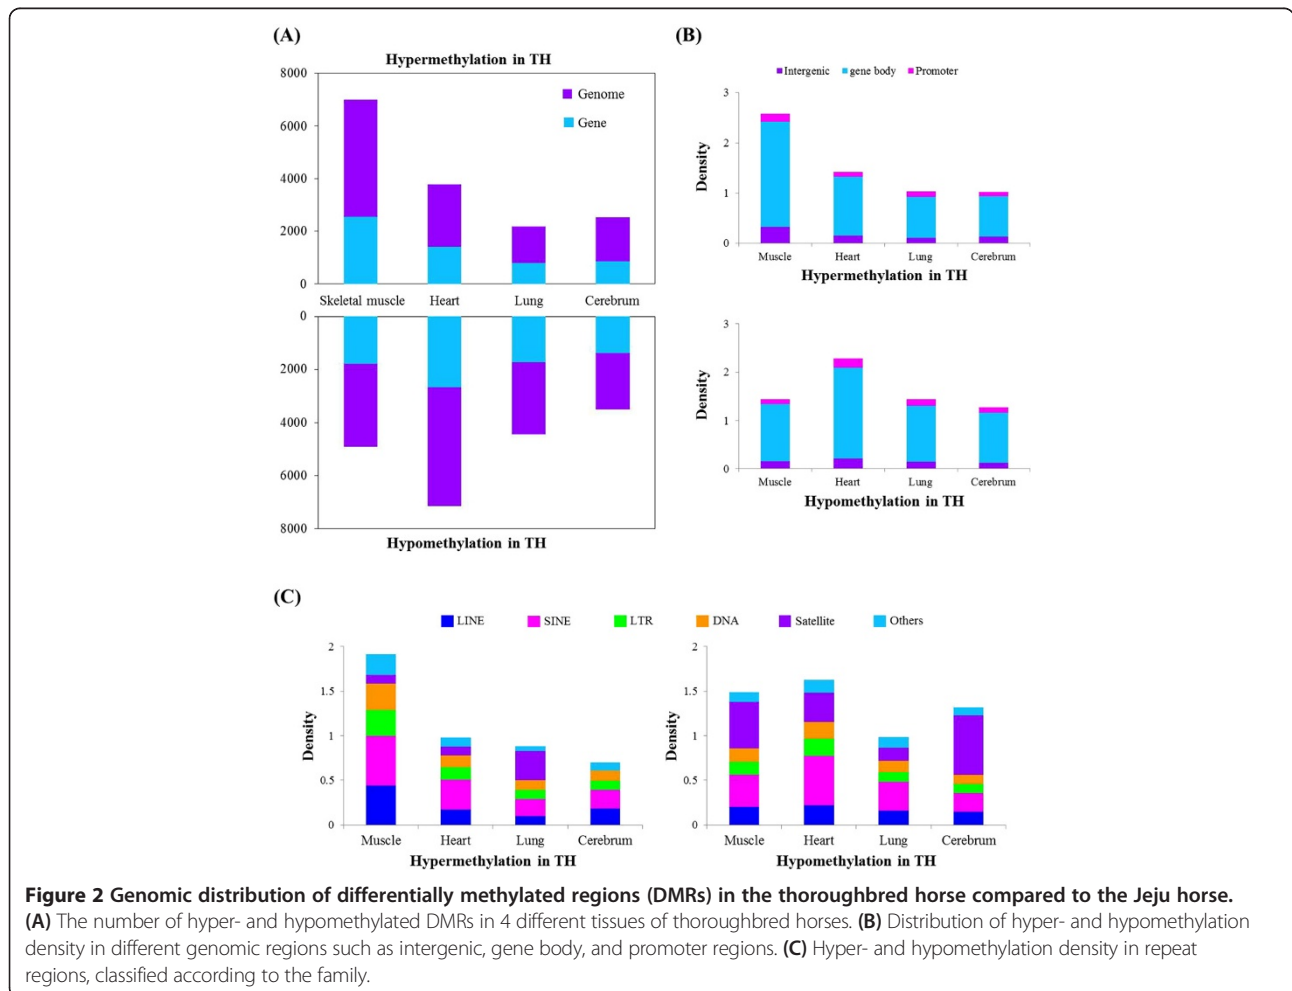 (A)
Hypermethylation in TH
8000
6000
4000
2000
0
Genome
Gene
Skeletal muscle Heart Lung Cerebrum
0
2000
4000
6000
8000
Hypomethylation in TH
(B)
Intergenic gene body Promoter
3
2
1
0
Density
Muscle Heart Lung Cerebrum
Hypermethylation in TH
3
2
1
0
Density
Muscle Heart Lung Cerebrum
Hypomethylation in TH
(C)
LINE SINE LTR DNA Satellite Others
2
1.5
1
0.5
0
Density
Muscle Heart Lung Cerebrum
Hypermethylation in TH
2
1.5
1
0.5
0
Density
Muscle Heart Lung Cerebrum
Hypomethylation in TH
Figure 2 Genomic distribution of differentially methylated regions (DMRs) in the thoroughbred horse compared to the Jeju horse.
(A) The number of hyper- and hypomethylated DMRs in 4 different tissues of thoroughbred horses. (B) Distribution of hyper- and hypomethylation
density in different genomic regions such as intergenic, gene body, and promoter regions. (C) Hyper- and hypomethylation density in repeat
regions, classified according to the family.